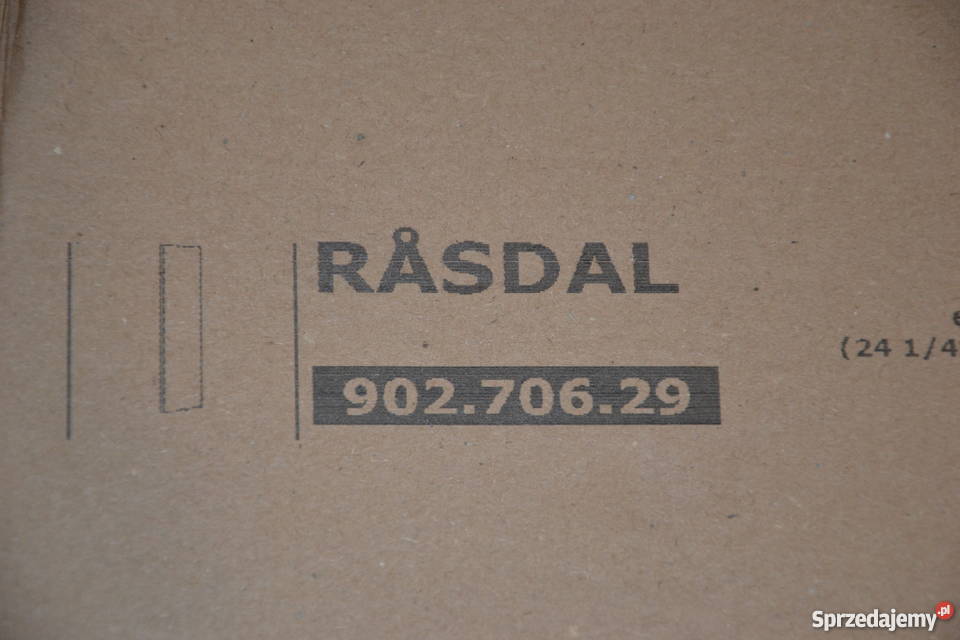 RÅSDAL
(24 1/4
902.706.29
Sprzedajemy.pl